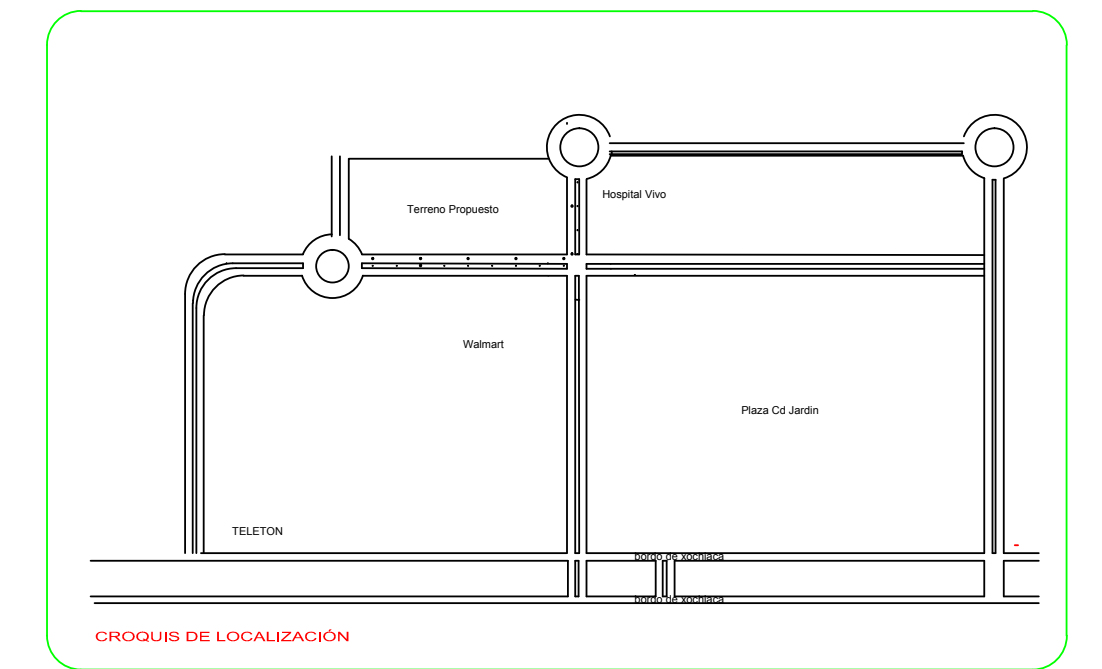 Hospital Vivo
Terreno Propuesto
Walmart
Plaza Cd Jardin
TELETON
bordo de xochiaca
bordo de xochiaca
CROQUIS DE LOCALIZACIÓN